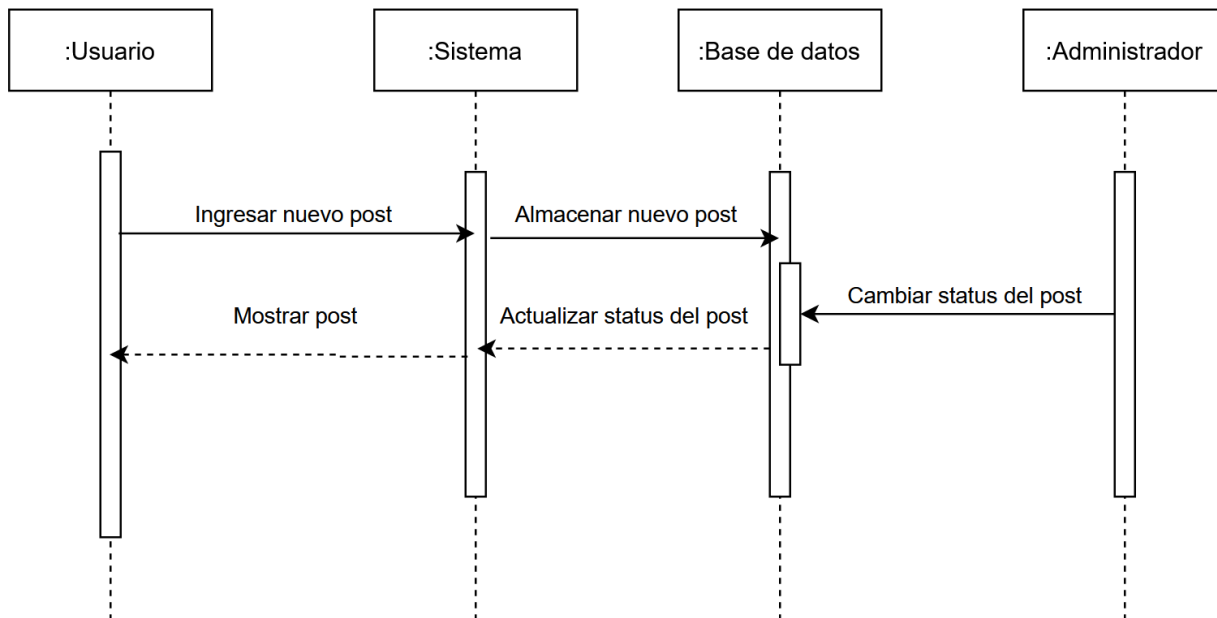 :Usuario
:Sistema
:Base de datos
:Administrador
Ingresar nuevo post
Almacenar nuevo post
Cambiar status del post
Mostrar post
Actualizar status del post